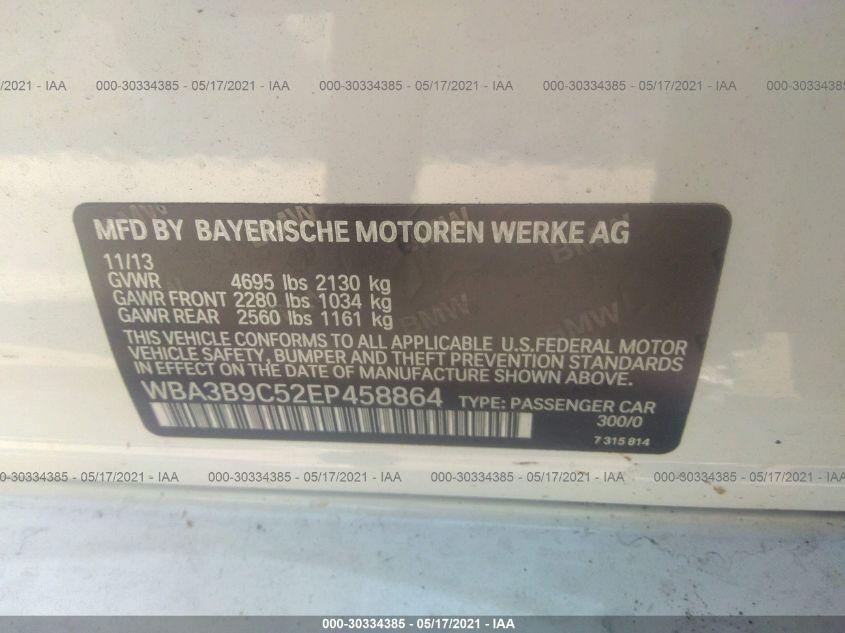 /2021 - IAA 000-30334385 - 05/17/2021 - IAA 000-30334385 - 05/17/2021 - IAA 000-30334385 - 05/17/2021 - IAA 000-
MFD BY BAYERISCHE MOTOREN WERKE AG
11/13
GVWR 4695 lbs 2130 kg
GAWR FRONT 2280 lbs 1034 kg
GAWR REAR 2560 lbs 1161 kg
THIS VEHICLE CONFORMS TO ALL APPLICABLE U.S.FEDERAL MOTOR
VEHICLE SAFETY, BUMPER, AND THEFT PREVENTION STANDARDS
IN EFFECT ON THE DATE OF MANUFACTURE SHOWN ABOVE.
WBA3B9C52EP458864 TYPE: PASSENGER CAR
300/0
7 315 814
000-30334385 - 05/17/2021 - IAA 000-30334385 - 05/17/2021 - IAA 000-30334385 - 05/17/2021 - IAA 000-30334385 - 05/17/2021 - IAA
000-30334385 - 05/17/2021 - IAA